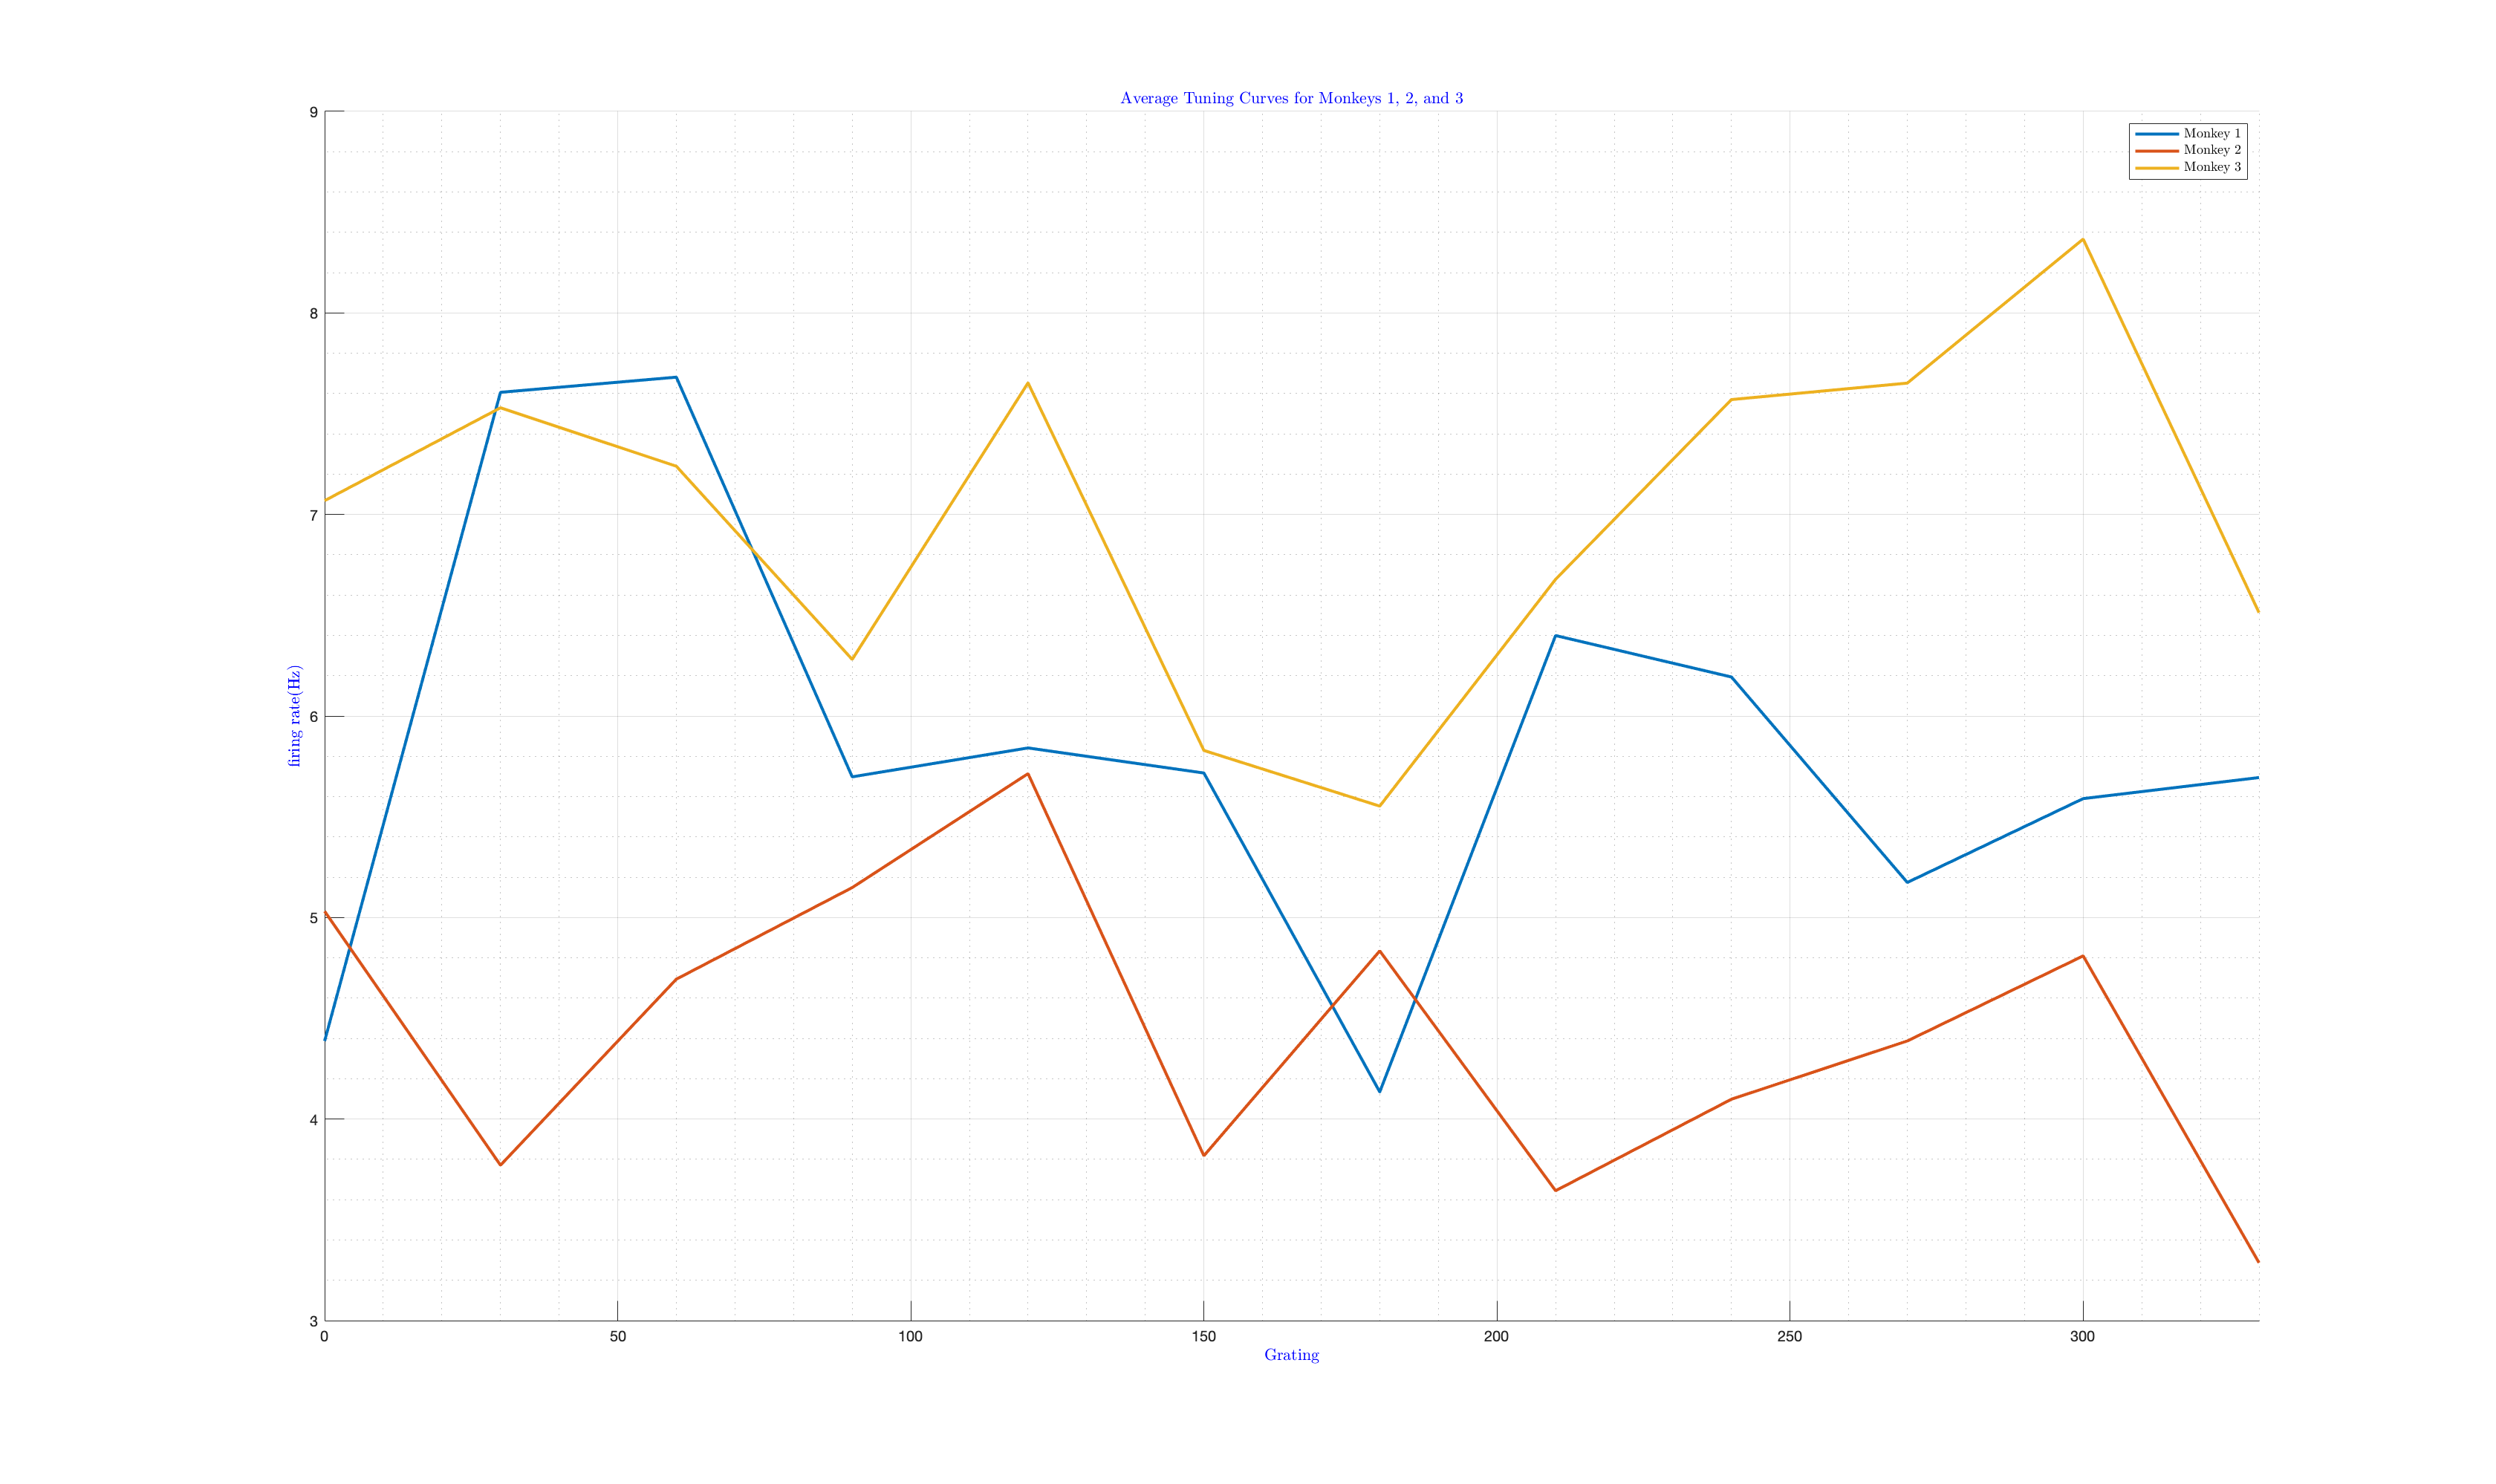 Average Tuning Curves for Monkeys 1, 2, and 3
Monkey 1
Monkey 2
Monkey 3
9
8
7
6
5
4
3
firing rate(Hz)
0 50 100 150 200 250 300
Grating